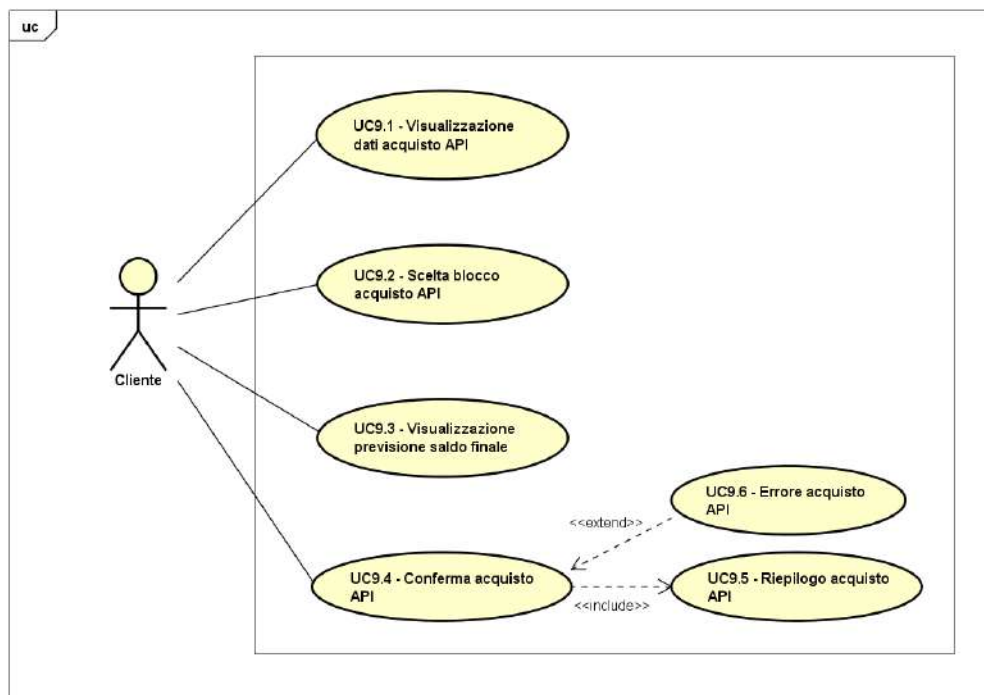 uc
UC9.1 - Visualizzazione
dati acquisto API
UC9.2 - Scelta blocco
acquisto API
Cliente
UC9.3 - Visualizzazione
previsione saldo finale
UC9.6 - Errore acquisto
API
<<extend>>
UC9.4 - Conferma acquisto
API
<<include>>
UC9.5 - Riepilogo acquisto
API